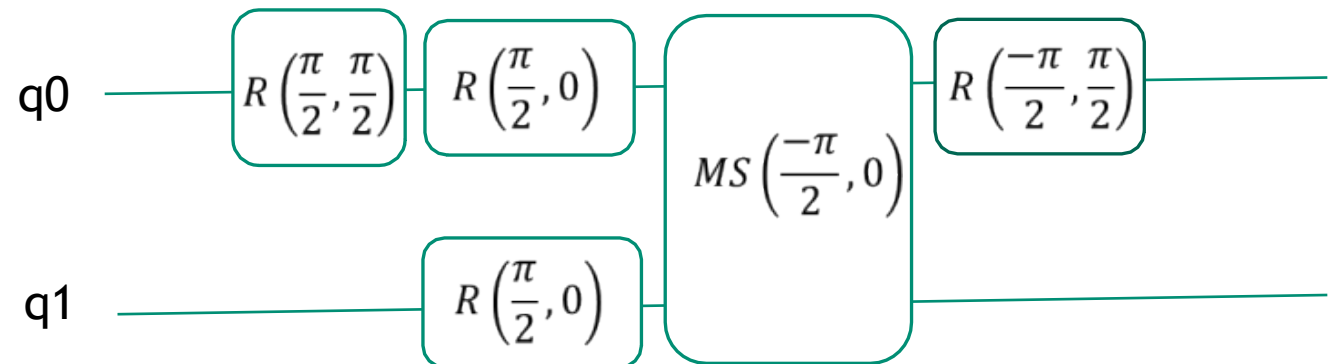 q0 R(π/2, π/2) R(π/2, 0) R(−π/2, π/2)
MS(−π/2, 0)
q1 R(π/2, 0)